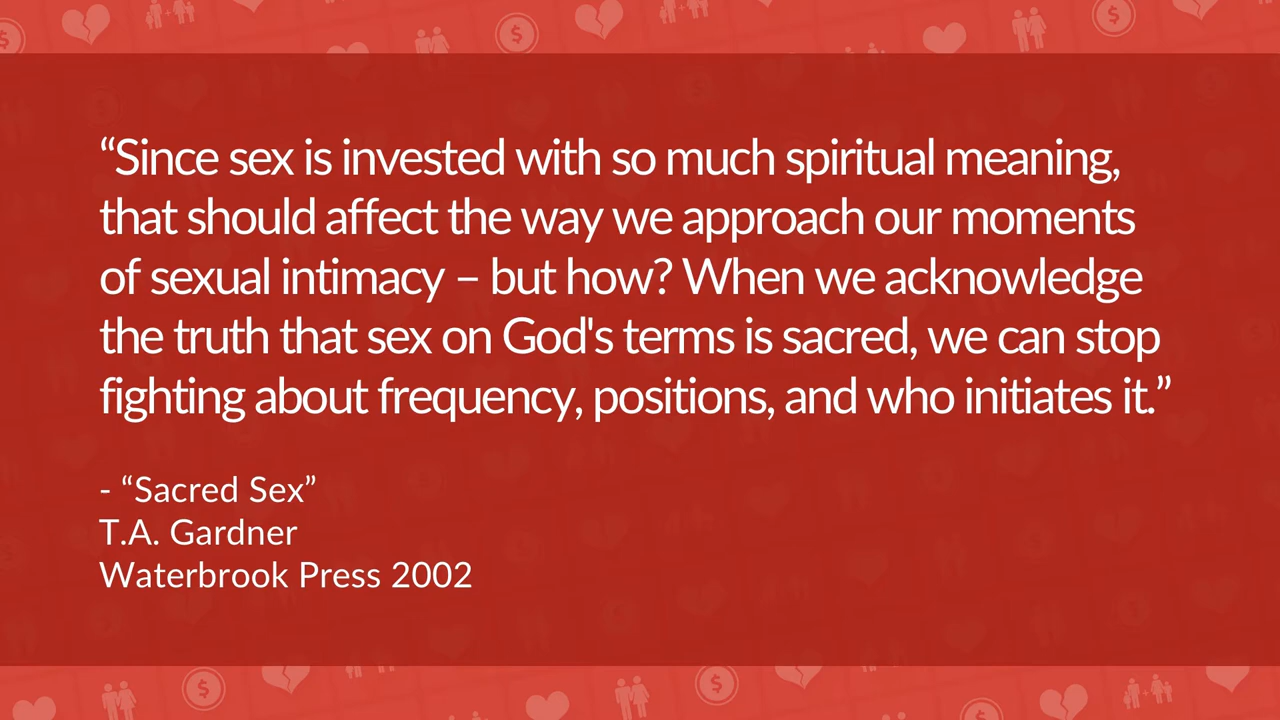 “Since sex is invested with so much spiritual meaning,
that should affect the way we approach our moments
of sexual intimacy – but how? When we acknowledge
the truth that sex on God's terms is sacred, we can stop
fighting about frequency, positions, and who initiates it.”
- “Sacred Sex”
T.A. Gardner
Waterbrook Press 2002